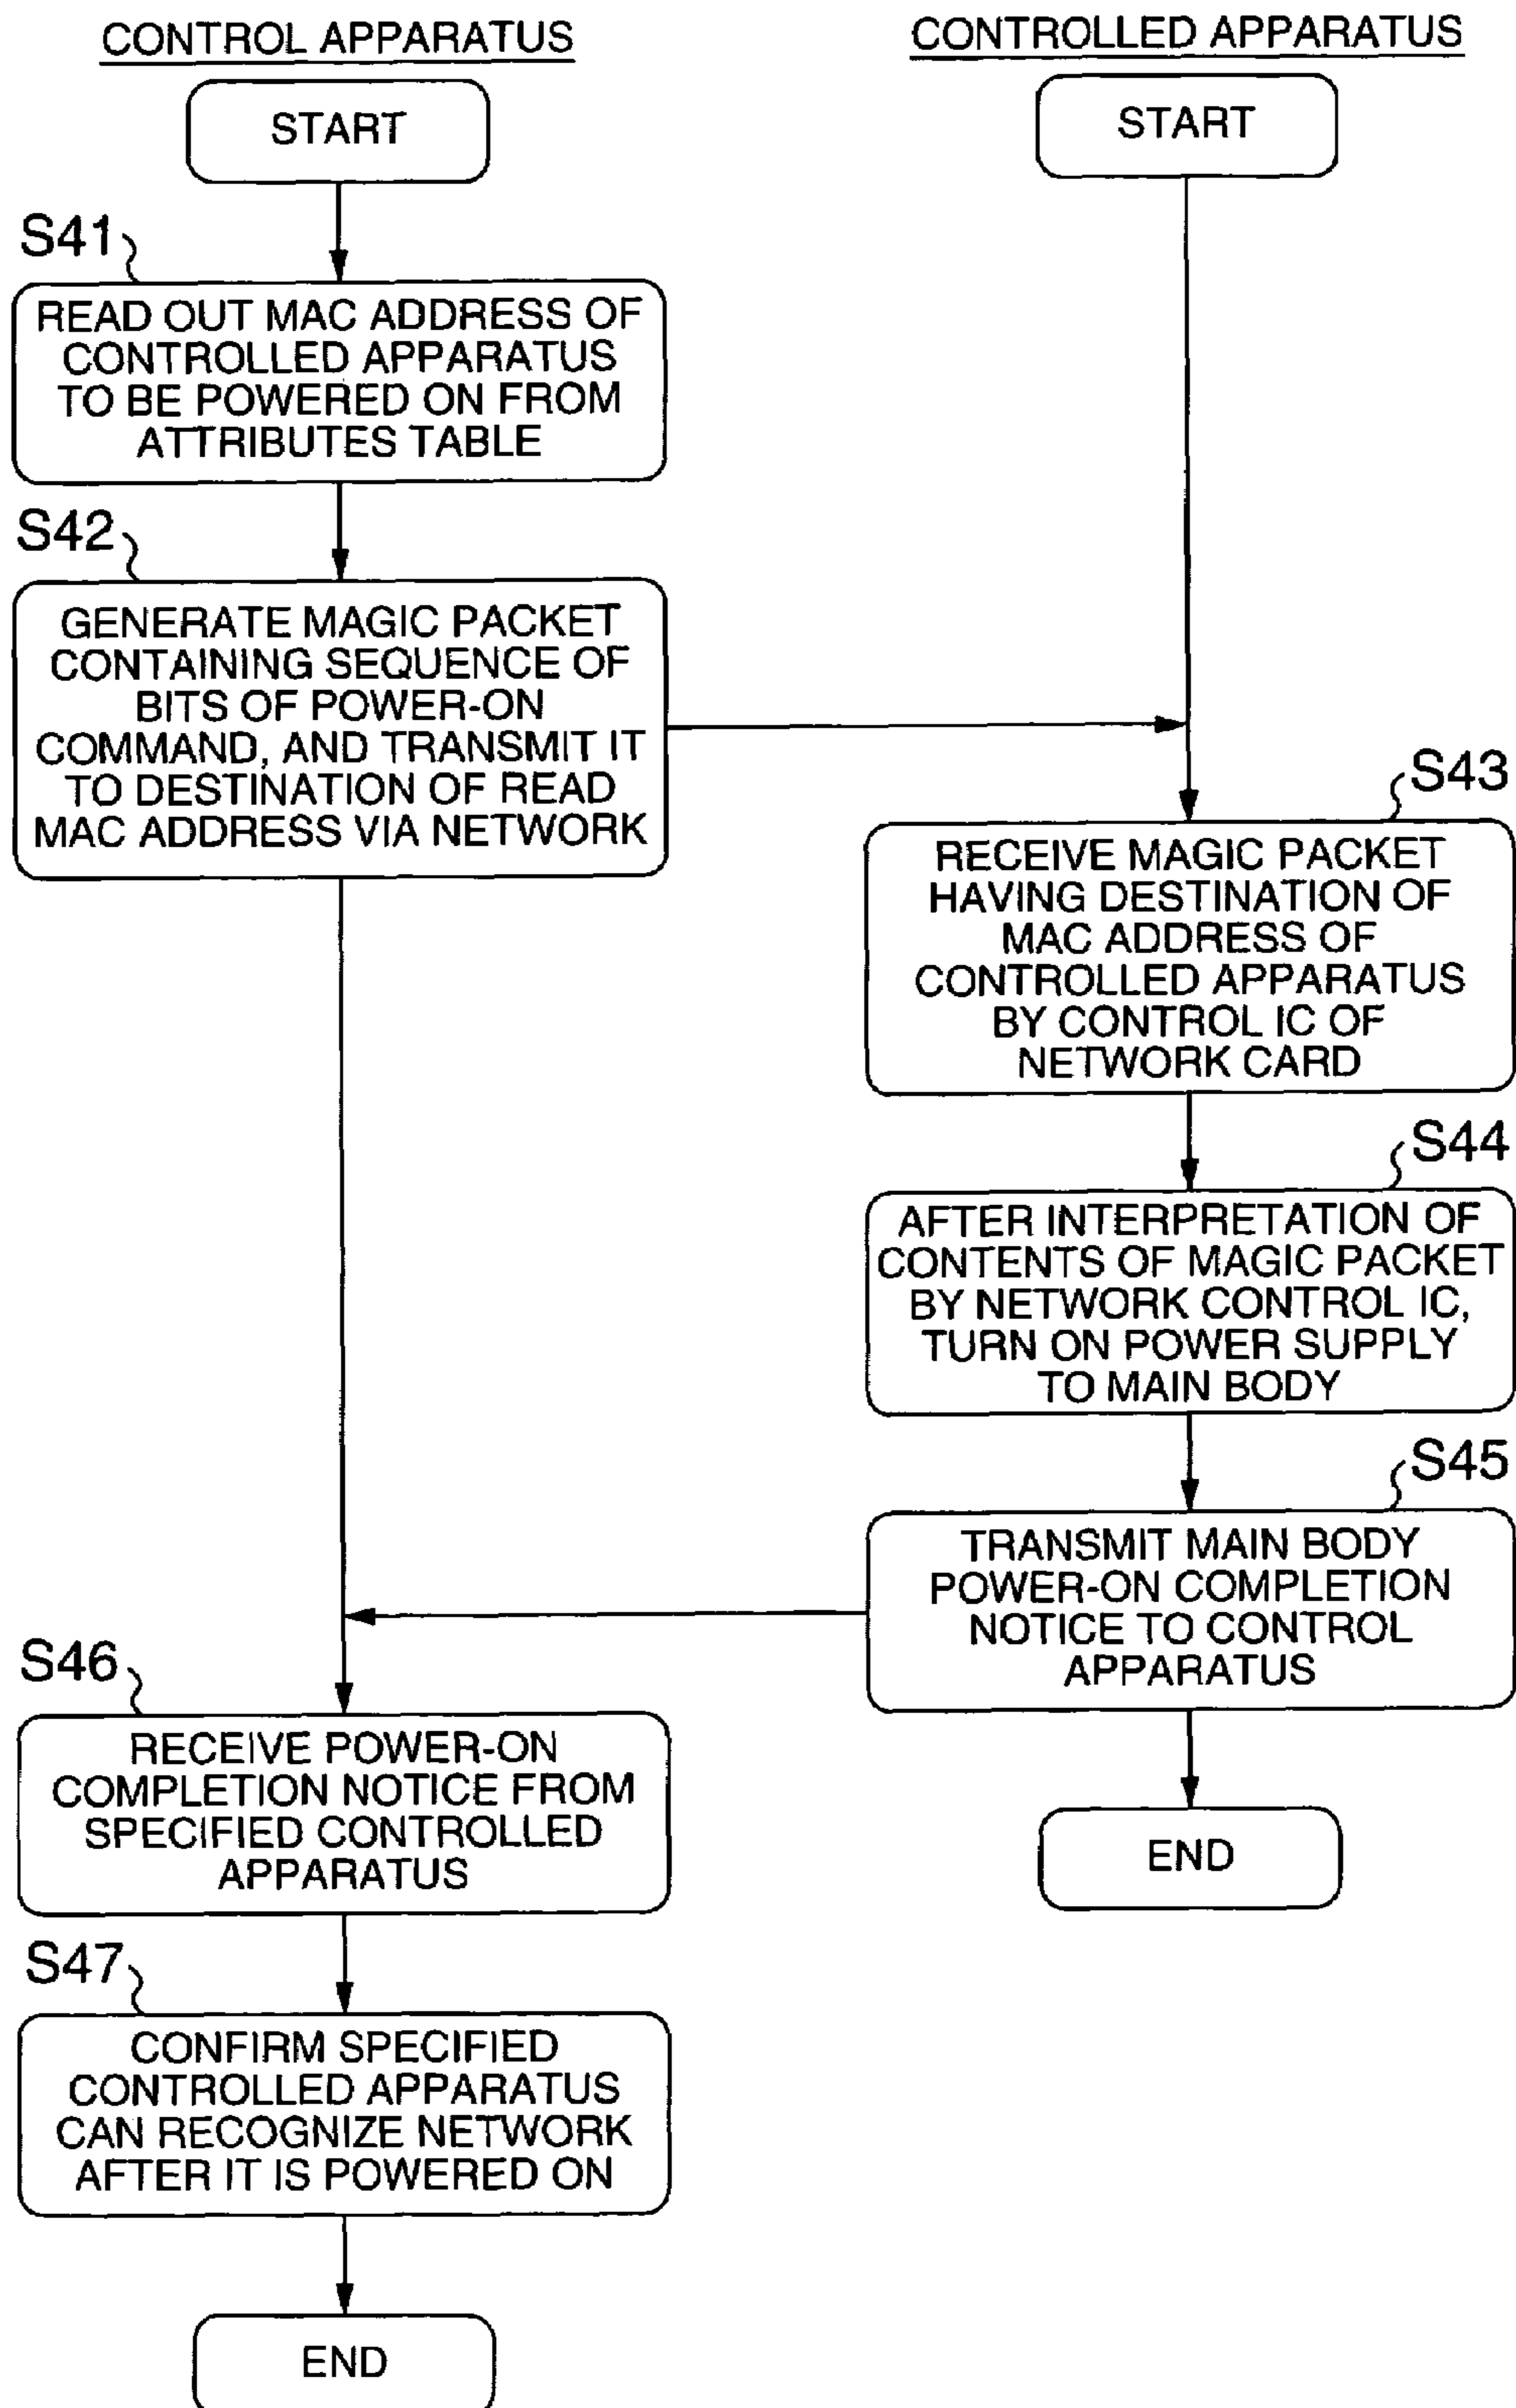 CONTROL APPARATUS
START
S41
READ OUT MAC ADDRESS OF
CONTROLLED APPARATUS
TO BE POWERED ON FROM
ATTRIBUTES TABLE
S42
GENERATE MAGIC PACKET
CONTAINING SEQUENCE OF
BITS OF POWER-ON
COMMAND, AND TRANSMIT IT
TO DESTINATION OF READ
MAC ADDRESS VIA NETWORK
CONTROLLED APPARATUS
START
S43
RECEIVE MAGIC PACKET
HAVING DESTINATION OF
MAC ADDRESS OF
CONTROLLED APPARATUS
BY CONTROL IC OF
NETWORK CARD
S44
AFTER INTERPRETATION OF
CONTENTS OF MAGIC PACKET
BY NETWORK CONTROL IC,
TURN ON POWER SUPPLY
TO MAIN BODY
S45
TRANSMIT MAIN BODY
POWER-ON COMPLETION
NOTICE TO CONTROL
APPARATUS
END
S46
RECEIVE POWER-ON
COMPLETION NOTICE FROM
SPECIFIED CONTROLLED
APPARATUS
S47
CONFIRM SPECIFIED
CONTROLLED APPARATUS
CAN RECOGNIZE NETWORK
AFTER IT IS POWERED ON
END